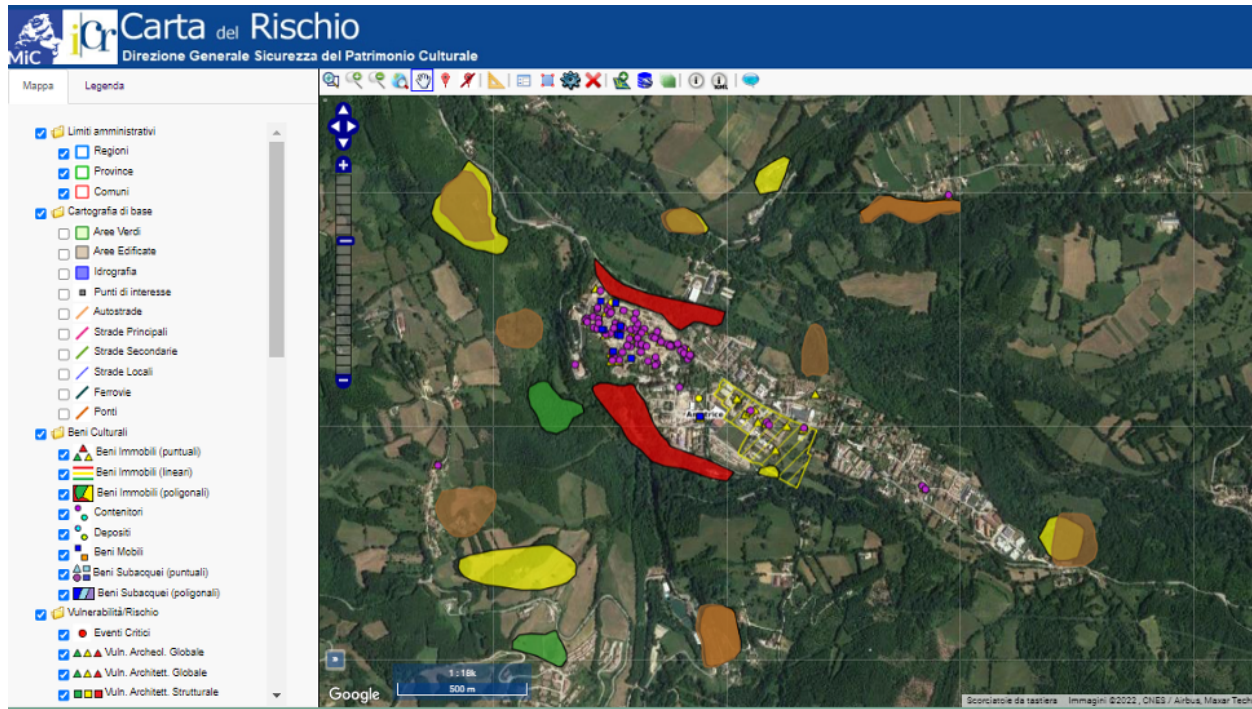 MiC
iCr
Carta del Rischio
Direzione Generale Sicurezza del Patrimonio Culturale
Mappa
Legenda
Limiti amministrativi
Regioni
Province
Comuni
Cartografia di base
Aree Verdi
Aree Edificate
Idrografia
Punti di interesse
Autostrade
Strade Principali
Strade Secondarie
Strade Locali
Ferrovie
Ponti
Beni Culturali
Beni Immobili (puntuali)
Beni Immobili (lineari)
Beni Immobili (poligonali)
Contenitori
Depositi
Beni Mobili
Beni Subacquei (puntuali)
Beni Subacquei (poligonali)
Vulnerabilità/Rischio
Eventi Critici
Vuln. Archeol. Globale
Vuln. Architett. Globale
Vuln. Architett. Strutturale
1 : 18k
500 m
Google
Scorciatoie da tastiera
Immagini ©2022, CNES / Airbus, Maxar Tech